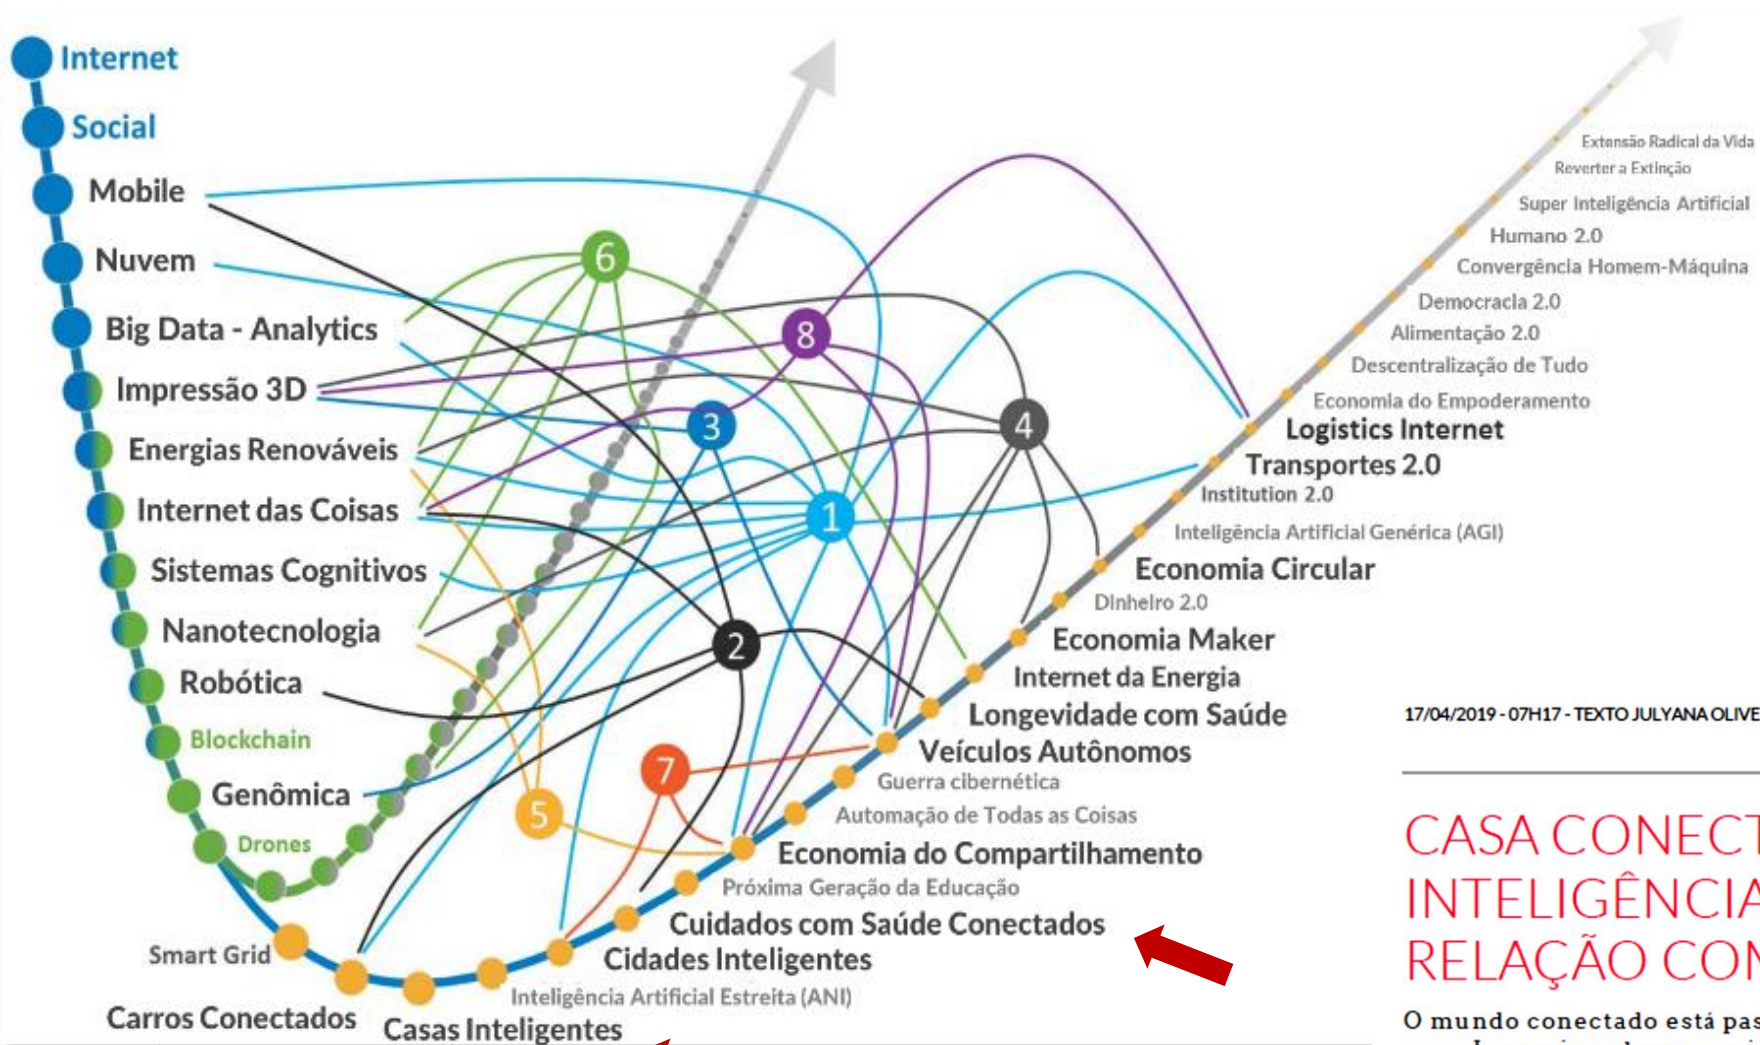 Internet
Social
Mobile
Nuvem
Big Data - Analytics
Impressão 3D
Energias Renováveis
Internet das Coisas
Sistemas Cognitivos
Nanotecnologia
Robótica
Blockchain
Genômica
Drones
Smart Grid
Carros Conectados
Casas Inteligentes
Inteligência Artificial Estreita (ANI)
Cidades Inteligentes
Cuidados com Saúde Conectados
Próxima Geração da Educação
Economia do Compartilhamento
Automação de Todas as Coisas
Guerra cibernética
Veículos Autônomos
Longevidade com Saúde
Internet da Energia
Economia Maker
Dinheiro 2.0
Economia Circular
Inteligência Artificial Genérica (AGI)
Institution 2.0
Transportes 2.0
Logistics Internet
Economia do Empoderamento
Descentralização de Tudo
Alimentação 2.0
Democracia 2.0
Convergência Homem-Máquina
Humano 2.0
Super Inteligência Artificial
Reverter a Extinção
Extensão Radical da Vida
6
8
3
4
1
2
7
5
17/04/2019 - 07H17 - TEXTO JULYANA OLIVE
CASA CONECT
INTELIGÊNCIA
RELAÇÃO COM
O mundo conectado está pas